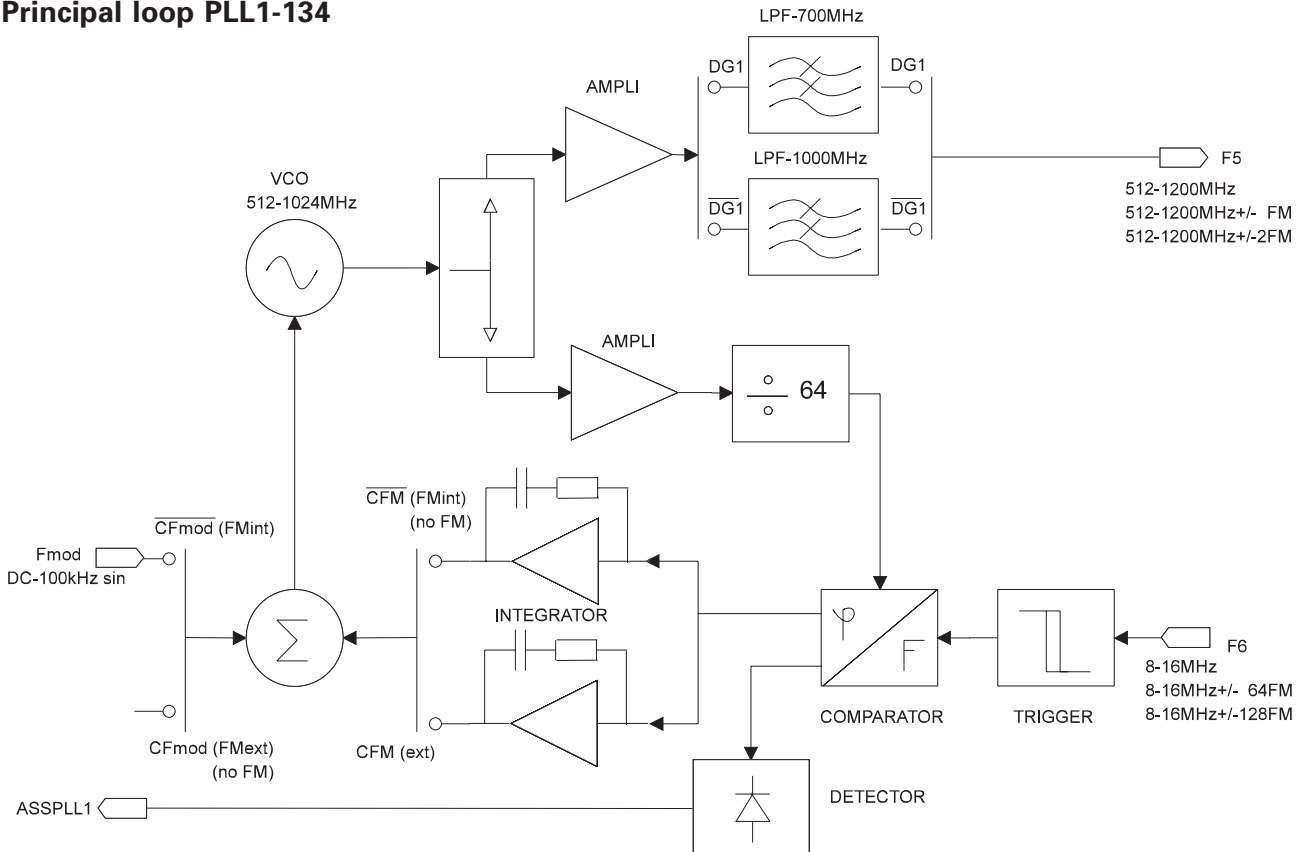 Principal loop PLL1-134
LPF-700MHz
DG1
DG1
AMPLI
LPF-1000MHz
DG1
DG1
F5
512-1200MHz
512-1200MHz+/- FM
512-1200MHz+/-2FM
VCO
512-1024MHz
AMPLI
÷ 64
CFM (FMint)
(no FM)
CFmod (FMint)
Fmod
DC-100kHz sin
INTEGRATOR
Σ
φ
F
F6
8-16MHz
8-16MHz+/- 64FM
8-16MHz+/-128FM
COMPARATOR
TRIGGER
CFmod (FMext)
(no FM)
CFM (ext)
DETECTOR
ASSPLL1